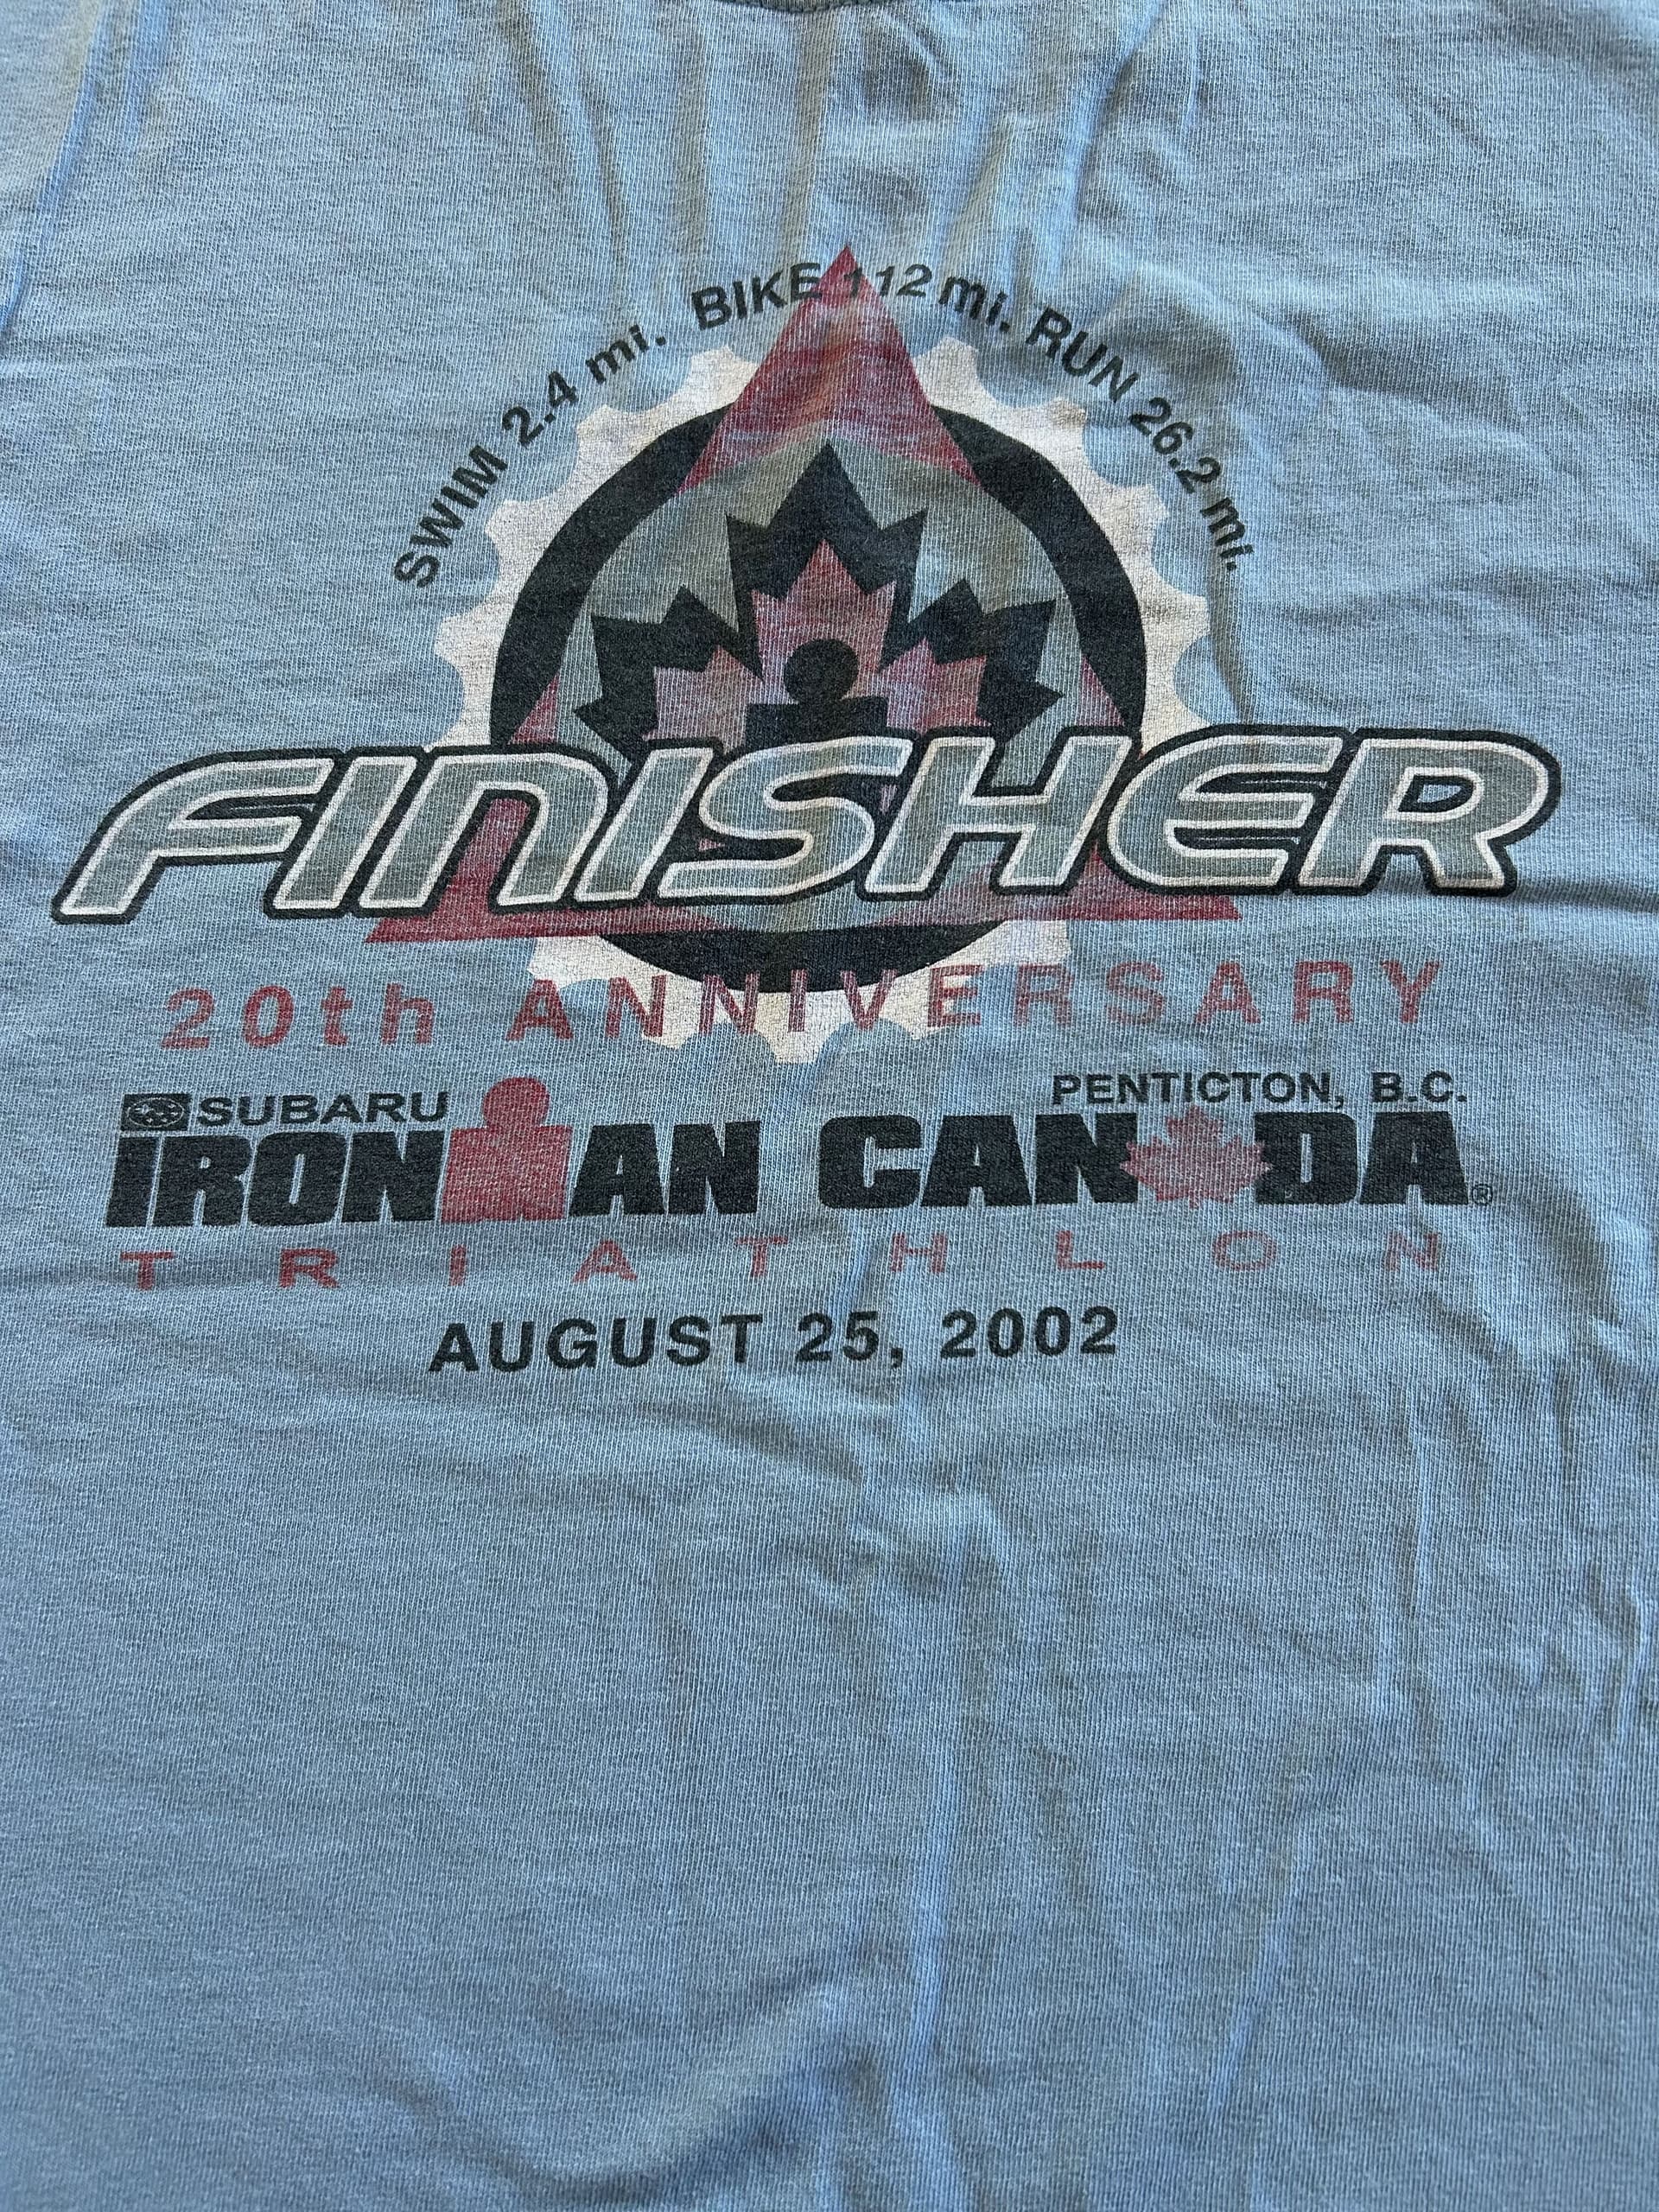 SWIM 2.4 mi. BIKE 112 mi. RUN 26.2 mi.
FINISHER
20th ANNIVERSARY
SUBARU PENTICTON, B.C.
IRONMAN CANADA®
TRIATHLON
AUGUST 25, 2002